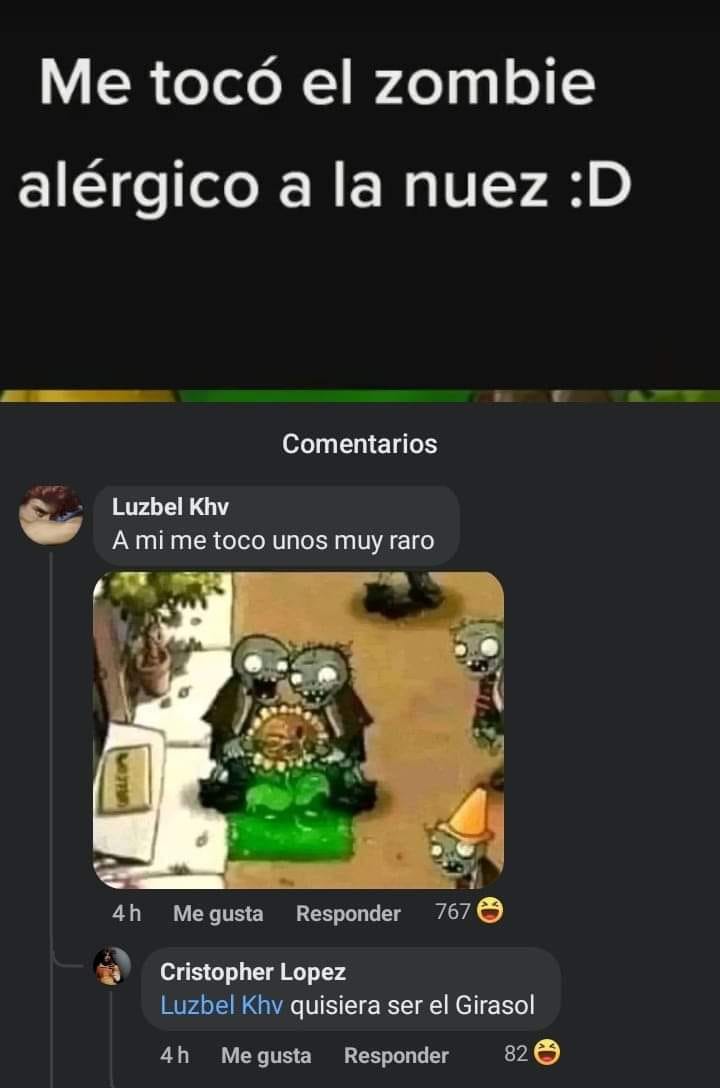 Me tocó el zombie
alérgico a la nuez :D
Comentarios
Luzbel Khv
A mi me toco unos muy raro
4 h Me gusta Responder 767
Cristopher Lopez
Luzbel Khv quisiera ser el Girasol
4 h Me gusta Responder 82